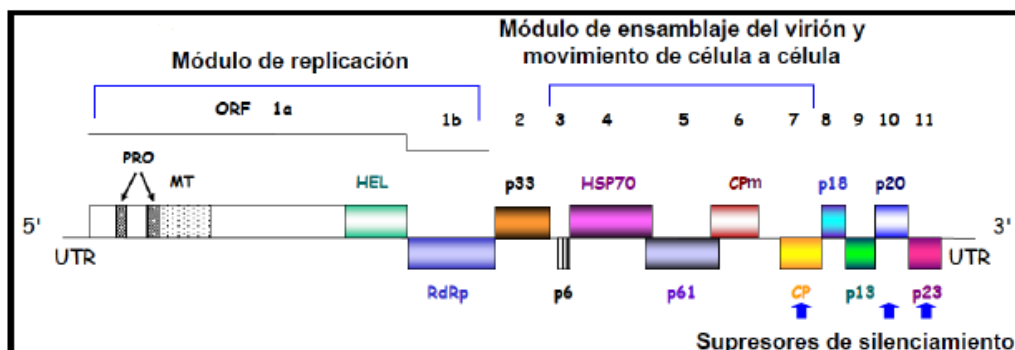 Módulo de ensamblaje del virión y
movimiento de célula a célula
Módulo de replicación
ORF 1a
1b 2 3 4 5 6 7 8 9 10 11
PRO
MT HEL p33 HSP70 CPm p18 p20
5' 3'
UTR UTR
RdRp p6 p61 CP p13 p23
Supresores de silenciamiento